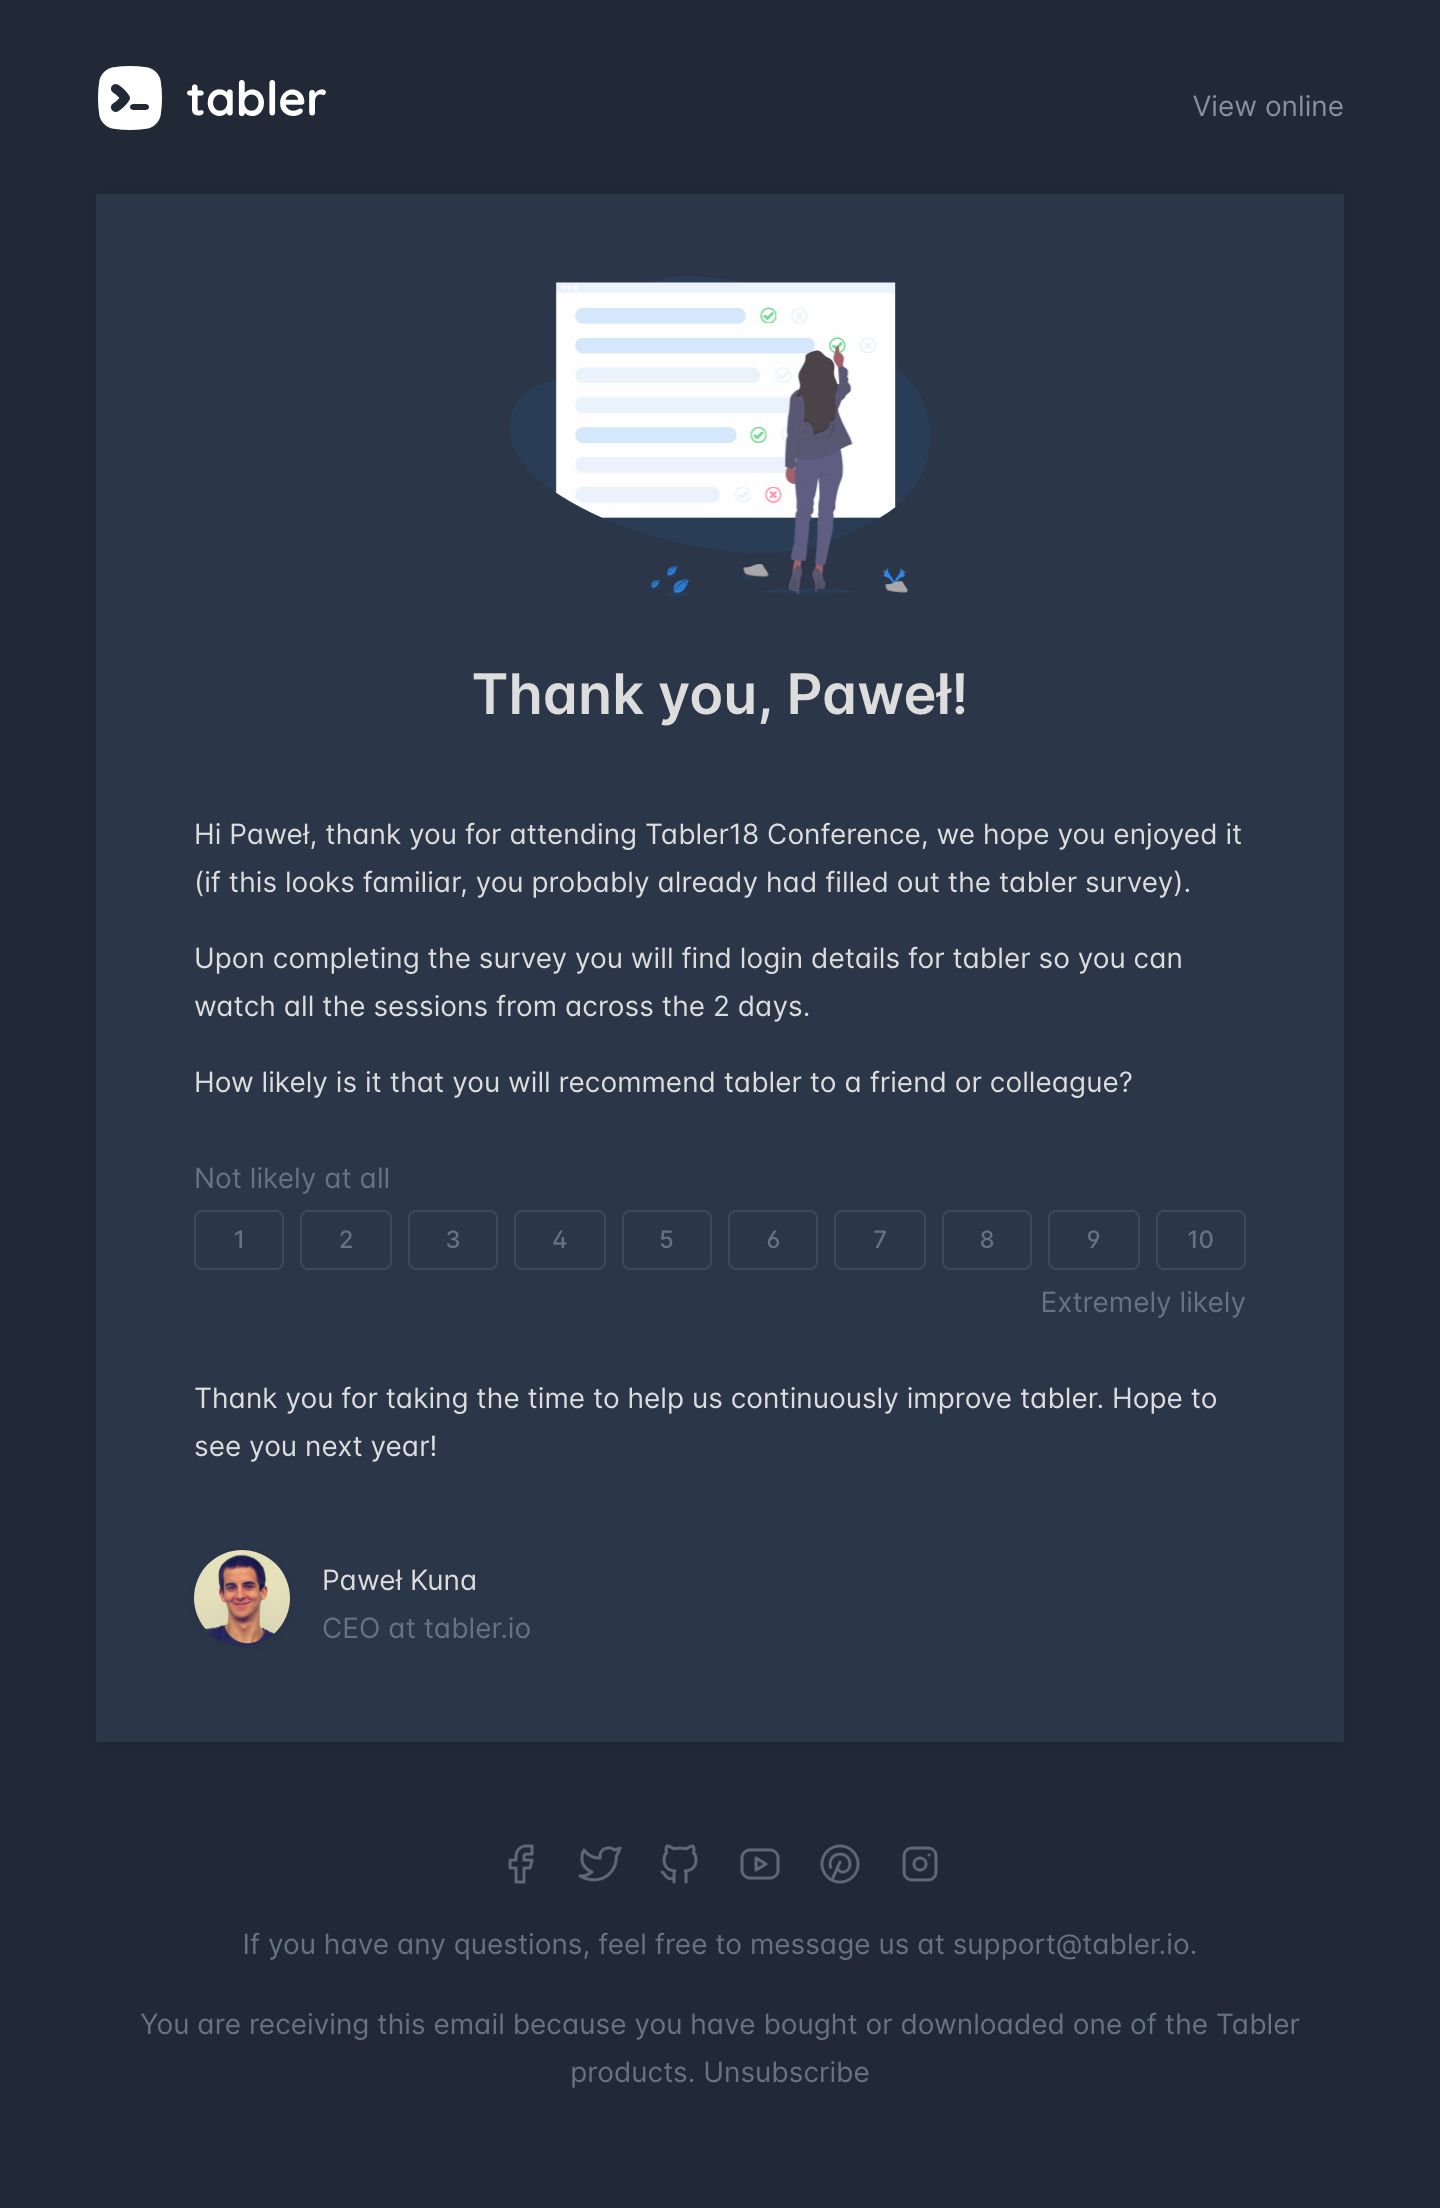 tabler
View online
Thank you, Paweł!
Hi Paweł, thank you for attending Tabler18 Conference, we hope you enjoyed it
(if this looks familiar, you probably already had filled out the tabler survey).
Upon completing the survey you will find login details for tabler so you can
watch all the sessions from across the 2 days.
How likely is it that you will recommend tabler to a friend or colleague?
Not likely at all
1 2 3 4 5 6 7 8 9 10
Extremely likely
Thank you for taking the time to help us continuously improve tabler. Hope to
see you next year!
Paweł Kuna
CEO at tabler.io
If you have any questions, feel free to message us at support@tabler.io.
You are receiving this email because you have bought or downloaded one of the Tabler
products. Unsubscribe